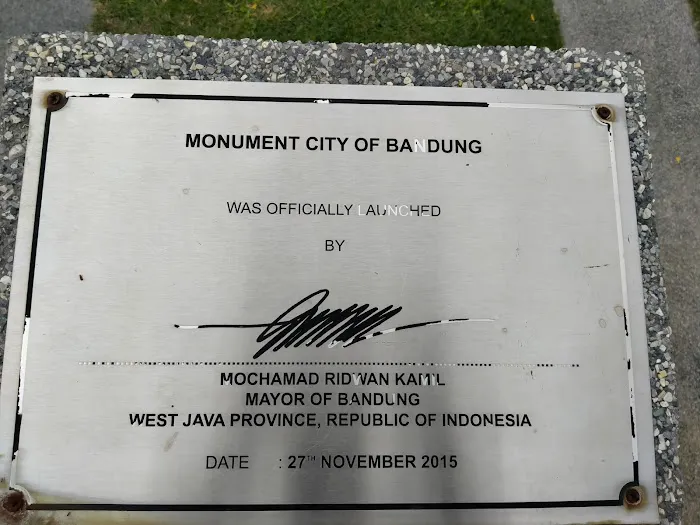 MONUMENT CITY OF BANDUNG
WAS OFFICIALLY LAUNCHED
BY
MOCHAMAD RIDWAN KAMIL
MAYOR OF BANDUNG
WEST JAVA PROVINCE, REPUBLIC OF INDONESIA
DATE : 27TH NOVEMBER 2015